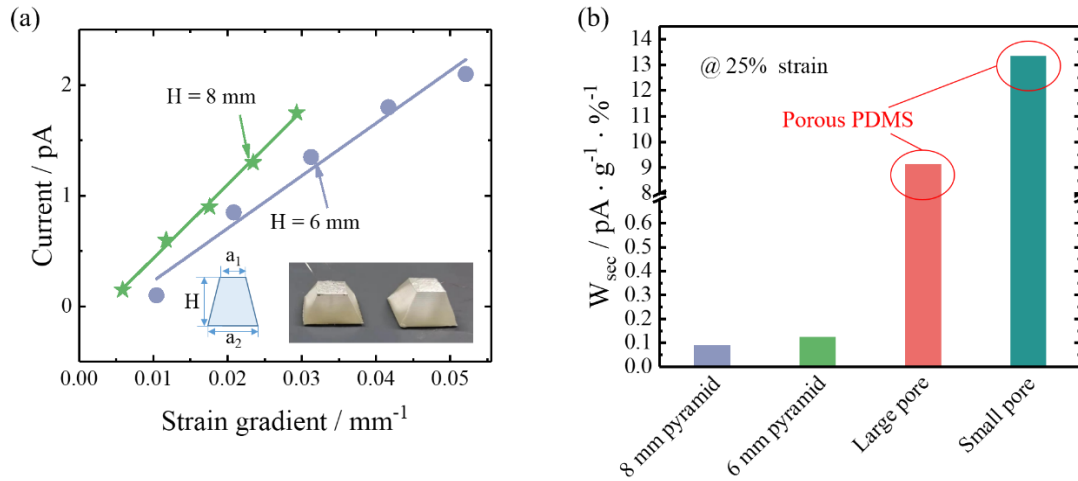 (a)
Current / pA
2
1
0
H = 8 mm
H = 6 mm
a₁
H
a₂
0.00 0.01 0.02 0.03 0.04 0.05
Strain gradient / mm⁻¹
(b)
W_sec / pA · g⁻¹ · %⁻¹
14
13
12
11
10
9
8
0.6
0.5
0.4
0.3
0.2
0.1
0.0
@ 25% strain
Porous PDMS
8 mm pyramid
6 mm pyramid
Large pore
Small pore